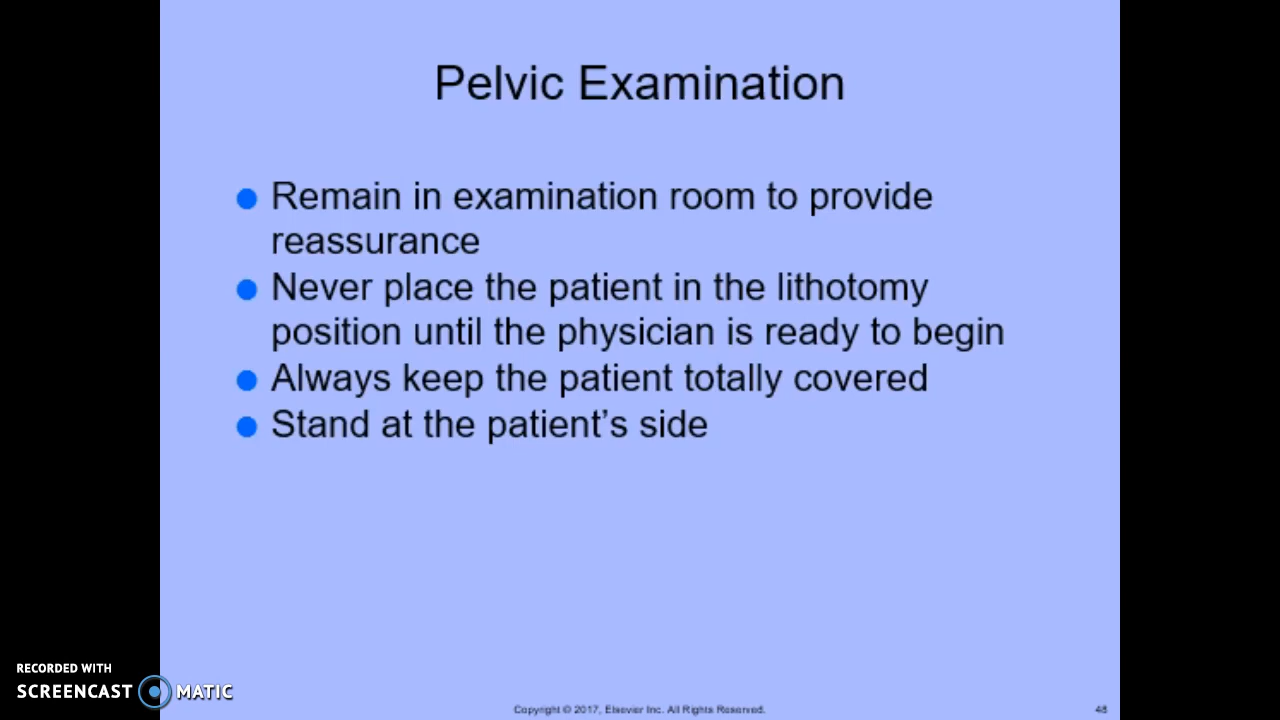 Pelvic Examination
Remain in examination room to provide
reassurance
Never place the patient in the lithotomy
position until the physician is ready to begin
Always keep the patient totally covered
Stand at the patient’s side
RECORDED WITH
SCREENCAST MATIC
Copyright © 2017, Elsevier Inc. All Rights Reserved.
48